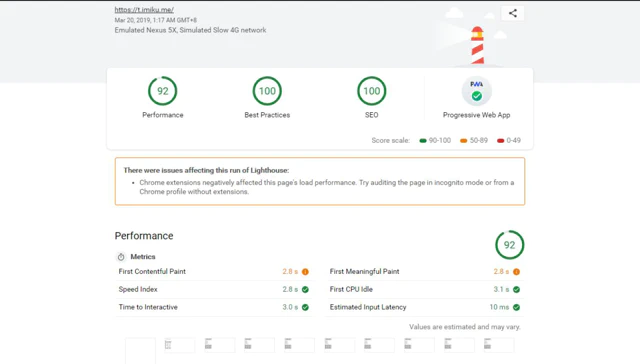 https://t.imiku.me/
Mar 20, 2019, 1:17 AM GMT+8
Emulated Nexus 5X, Simulated Slow 4G network
92
100
100
PWA
Performance
Best Practices
SEO
Progressive Web App
Score scale: 90-100 50-89 0-49
There were issues affecting this run of Lighthouse:
• Chrome extensions negatively affected this page's load performance. Try auditing the page in incognito mode or from a
Chrome profile without extensions.
Performance
92
Metrics
First Contentful Paint 2.8 s
First Meaningful Paint 2.8 s
Speed Index 2.8 s
First CPU Idle 3.1 s
Time to Interactive 3.0 s
Estimated Input Latency 10 ms
Values are estimated and may vary.